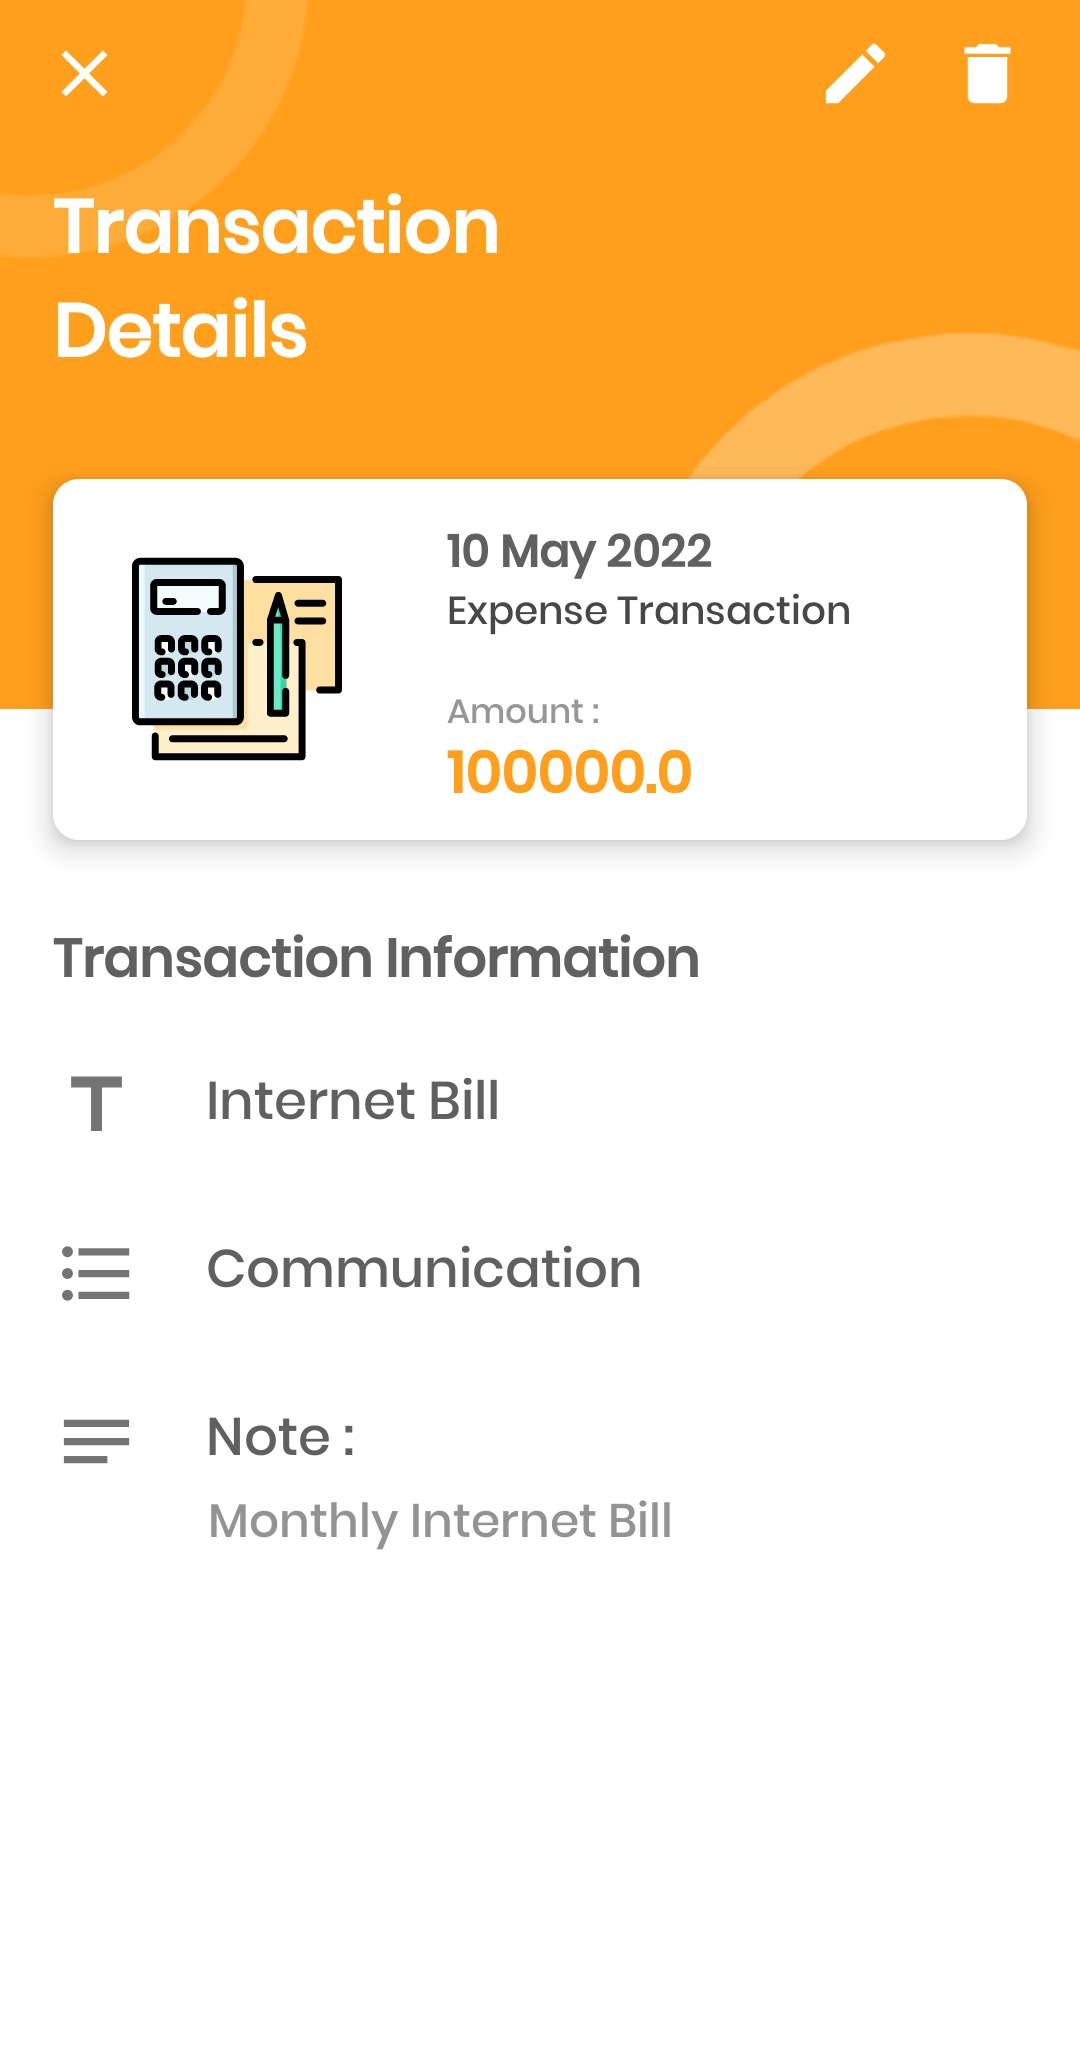 Transaction
Details
10 May 2022
Expense Transaction
Amount :
100000.0
Transaction Information
Internet Bill
Communication
Note :
Monthly Internet Bill